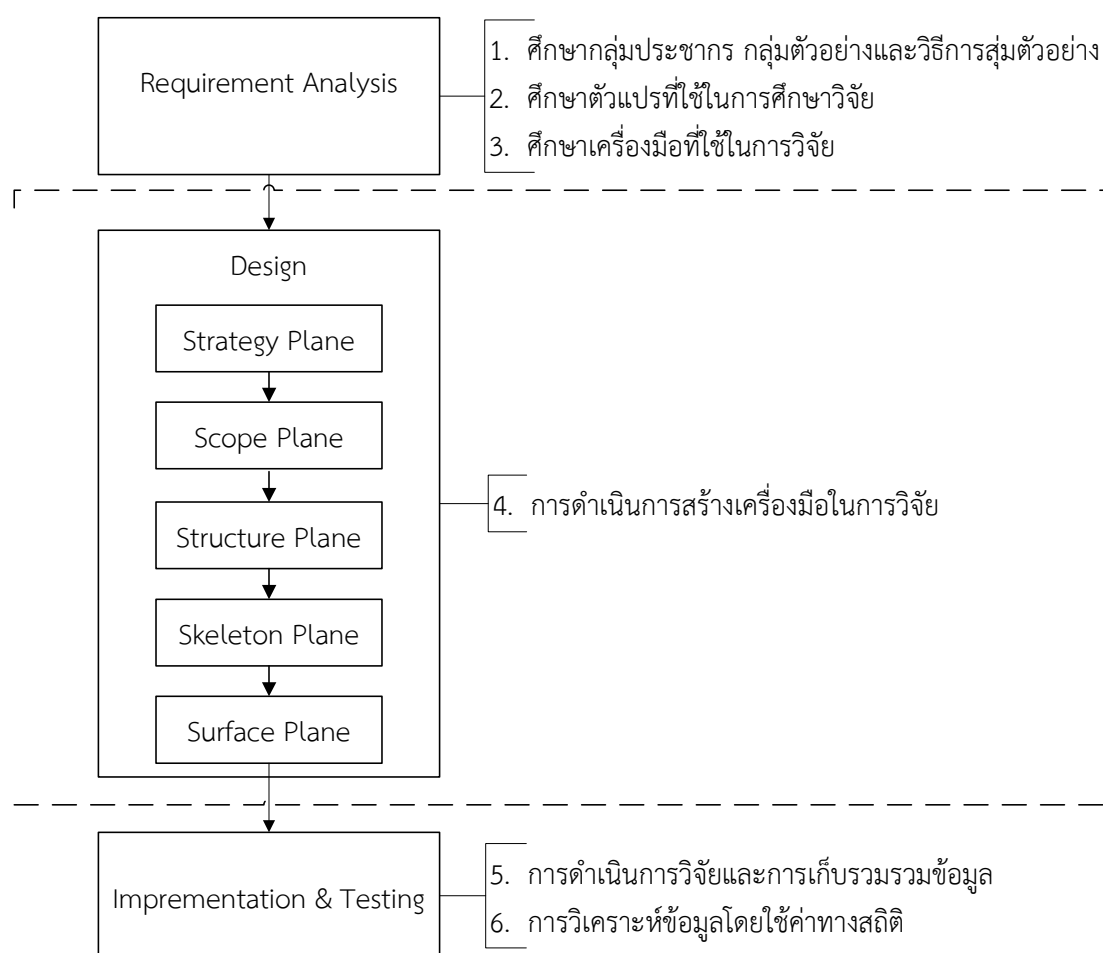 Requirement Analysis
1. ศึกษากลุ่มประชากร กลุ่มตัวอย่างและวิธีการสุ่มตัวอย่าง
2. ศึกษาตัวแปรที่ใช้ในการศึกษาวิจัย
3. ศึกษาเครื่องมือที่ใช้ในการวิจัย
Design
Strategy Plane
Scope Plane
Structure Plane
Skeleton Plane
Surface Plane
4. การดำเนินการสร้างเครื่องมือในการวิจัย
Imprementation & Testing
5. การดำเนินการวิจัยและการเก็บรวมรวมข้อมูล
6. การวิเคราะห์ข้อมูลโดยใช้ค่าทางสถิติ